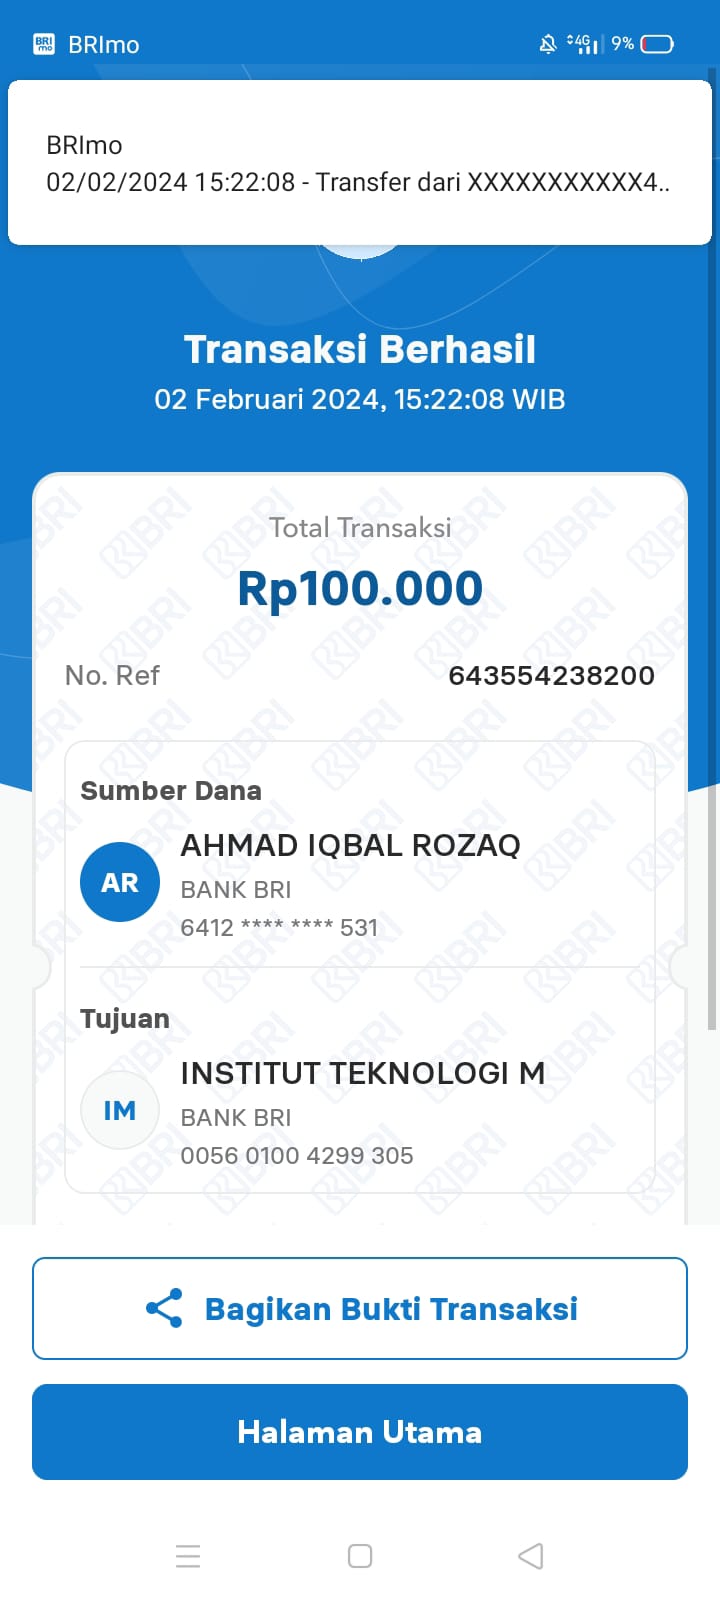 BRI
mo
BRImo
4G
9%
BRImo
02/02/2024 15:22:08 - Transfer dari XXXXXXXXXXX4..
Transaksi Berhasil
02 Februari 2024, 15:22:08 WIB
Total Transaksi
Rp100.000
No. Ref
643554238200
Sumber Dana
AR
AHMAD IQBAL ROZAQ
BANK BRI
6412 **** **** 531
Tujuan
IM
INSTITUT TEKNOLOGI M
BANK BRI
0056 0100 4299 305
Bagikan Bukti Transaksi
Halaman Utama